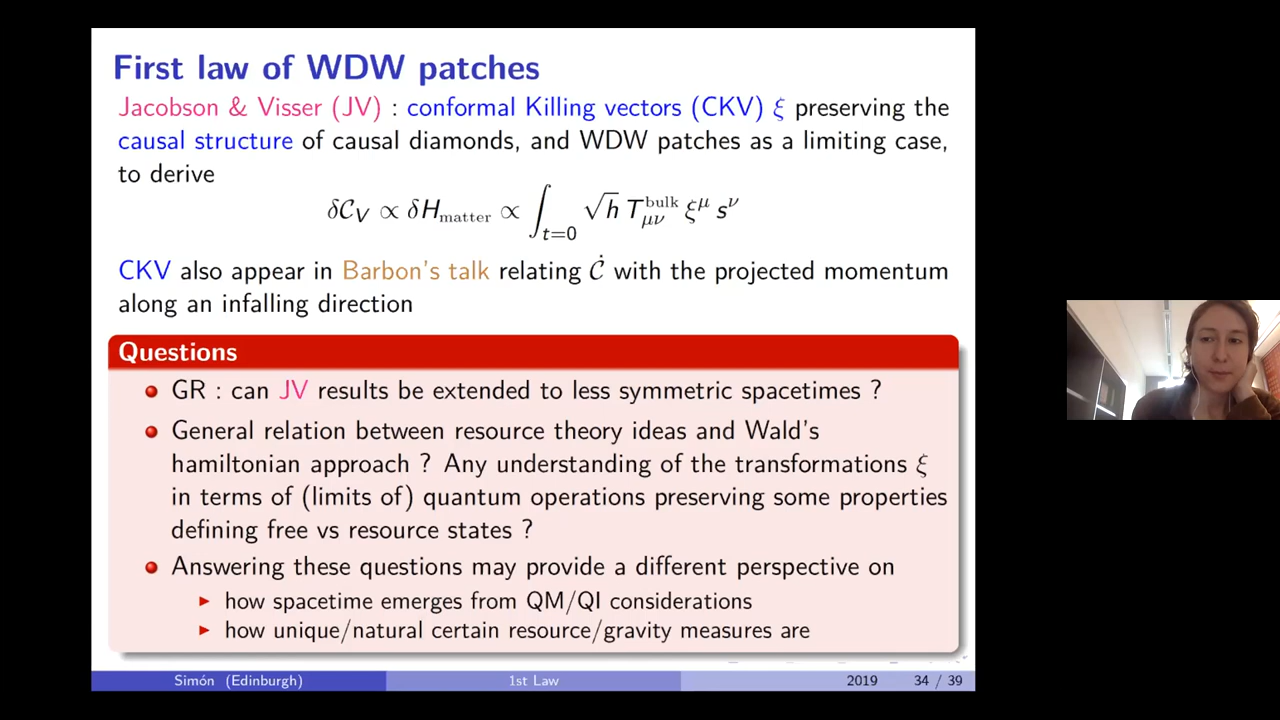 First law of WDW patches
Jacobson & Visser (JV) : conformal Killing vectors (CKV) ξ preserving the
causal structure of causal diamonds, and WDW patches as a limiting case,
to derive
δ𝒞_V ∝ δH_matter ∝ ∫_{t=0} √h T^bulk_μν ξ^μ s^ν
CKV also appear in Barbon's talk relating 𝒞̇ with the projected momentum
along an infalling direction
Questions
GR : can JV results be extended to less symmetric spacetimes ?
General relation between resource theory ideas and Wald's
hamiltonian approach ? Any understanding of the transformations ξ
in terms of (limits of) quantum operations preserving some properties
defining free vs resource states ?
Answering these questions may provide a different perspective on
how spacetime emerges from QM/QI considerations
how unique/natural certain resource/gravity measures are
Simón (Edinburgh) 1st Law 2019 34 / 39